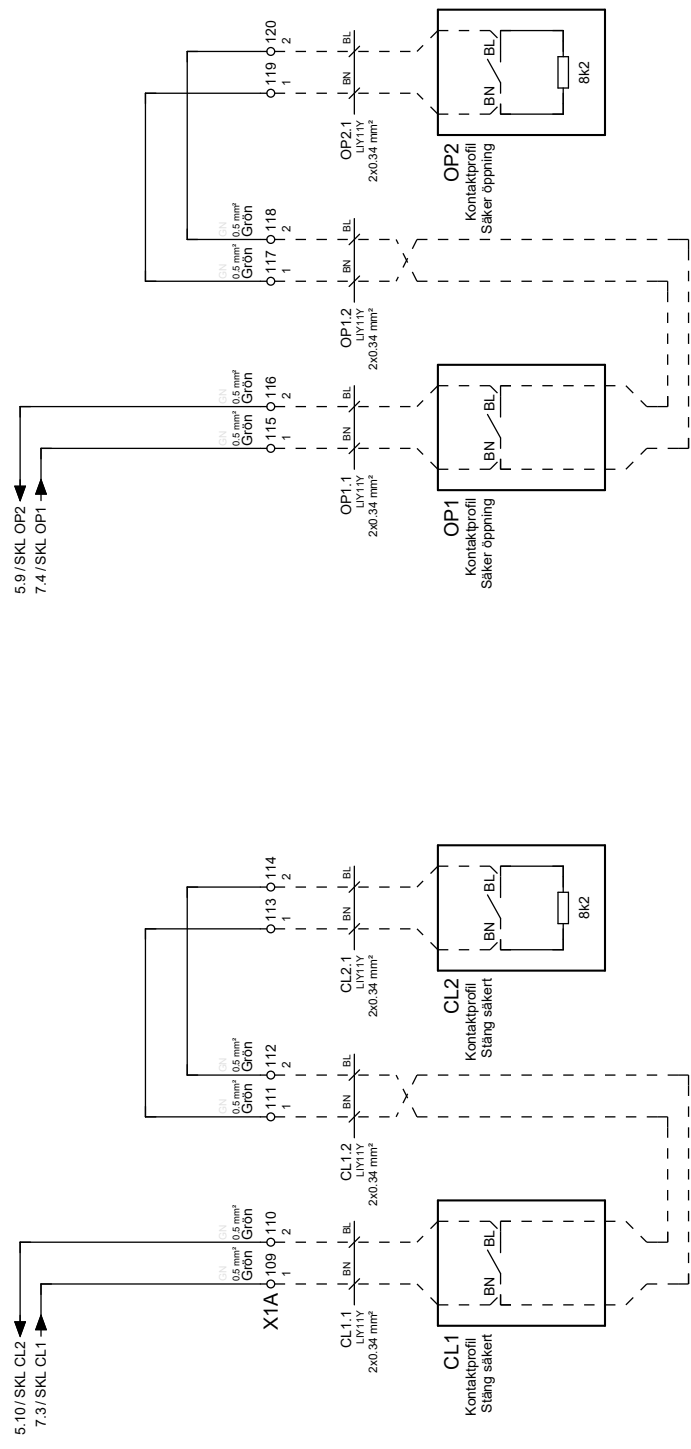 5.10 / SKL CL2
7.3 / SKL CL1
GN
0.5 mm²
Grön
GN
0.5 mm²
Grön
X1A
109
110
1
2
CL1.1
LIY11Y
2x0.34 mm²
BN
BL
CL1
Kontaktprofil
Stäng säkert
BN
BL
GN
0.5 mm²
Grön
GN
0.5 mm²
Grön
111
112
1
2
CL1.2
LIY11Y
2x0.34 mm²
BN
BL
113
114
1
2
CL2.1
LIY11Y
2x0.34 mm²
BN
BL
CL2
Kontaktprofil
Stäng säkert
BN
BL
8k2
5.9 / SKL OP2
7.4 / SKL OP1
GN
0.5 mm²
Grön
GN
0.5 mm²
Grön
115
116
1
2
OP1.1
LIY11Y
2x0.34 mm²
BN
BL
OP1
Kontaktprofil
Säker öppning
BN
BL
GN
0.5 mm²
Grön
GN
0.5 mm²
Grön
117
118
1
2
OP1.2
LIY11Y
2x0.34 mm²
BN
BL
119
120
1
2
OP2.1
LIY11Y
2x0.34 mm²
BN
BL
OP2
Kontaktprofil
Säker öppning
BN
BL
8k2